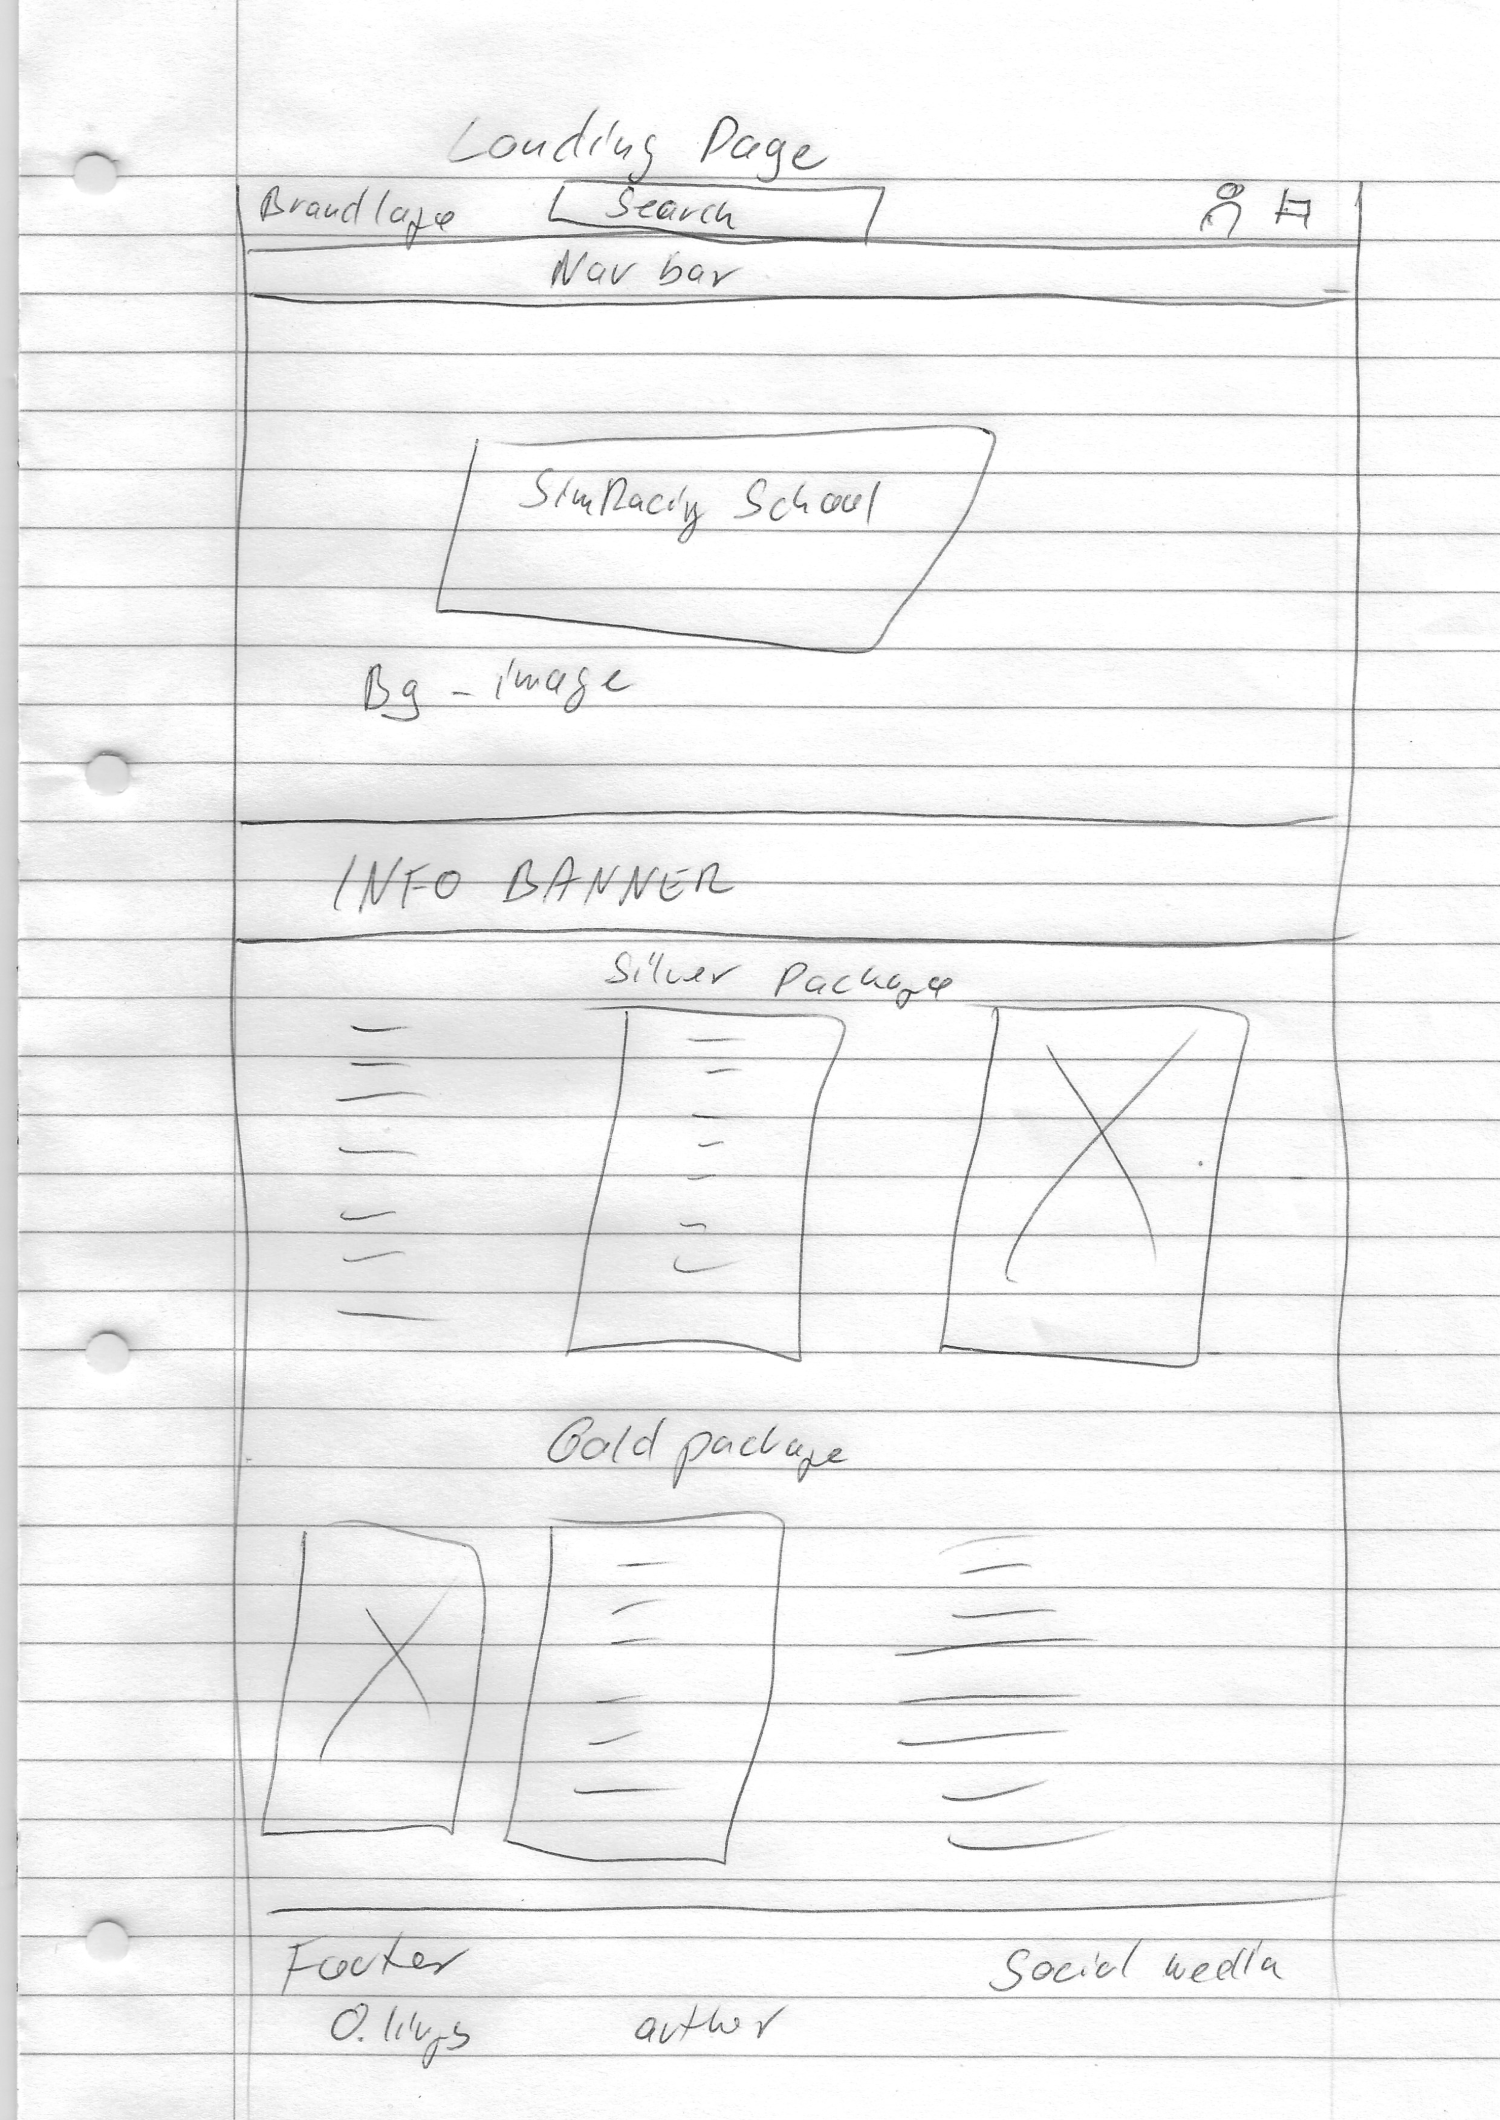 Landing Page
Brandlogo Search
Nav bar
SimRacing School
Bg - image
INFO BANNER
Silver Package
Gold package
Footer Social media
author